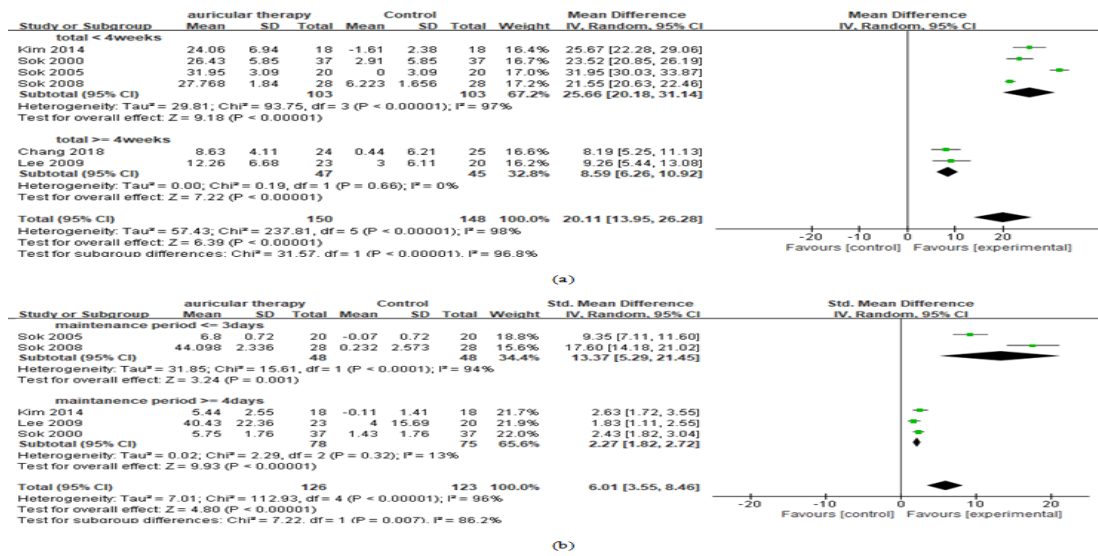 auricular therapy Control Mean Difference Mean Difference
Study or Subgroup Mean SD Total Mean SD Total Weight IV, Random, 95% CI IV, Random, 95% CI
total < 4weeks
Kim 2014 24.06 6.94 18 -1.61 2.38 18 16.4% 25.67 [22.28, 29.06]
Sok 2000 26.43 5.85 37 2.91 5.85 37 16.7% 23.52 [20.85, 26.19]
Sok 2005 31.95 3.09 20 0 3.09 20 17.0% 31.95 [30.03, 33.87]
Sok 2008 27.768 1.84 28 6.223 1.656 28 17.2% 21.55 [20.63, 22.46]
Subtotal (95% CI) 103 103 67.2% 25.66 [20.18, 31.14]
Heterogeneity: Tau² = 29.81; Chi² = 93.75, df = 3 (P < 0.00001); I² = 97%
Test for overall effect: Z = 9.18 (P < 0.00001)
total >= 4weeks
Chang 2018 8.63 4.11 24 0.44 6.21 25 16.6% 8.19 [5.25, 11.13]
Lee 2009 12.26 6.68 23 3 6.11 20 16.2% 9.26 [5.44, 13.08]
Subtotal (95% CI) 47 45 32.8% 8.59 [6.26, 10.92]
Heterogeneity: Tau² = 0.00; Chi² = 0.19, df = 1 (P = 0.66); I² = 0%
Test for overall effect: Z = 7.22 (P < 0.00001)
Total (95% CI) 150 148 100.0% 20.11 [13.95, 26.28]
Heterogeneity: Tau² = 57.43; Chi² = 237.81, df = 5 (P < 0.00001); I² = 98%
Test for overall effect: Z = 6.39 (P < 0.00001)
Test for subgroup differences: Chi² = 31.57, df = 1 (P < 0.00001), I² = 96.8%
-20 -10 0 10 20
Favours [control] Favours [experimental]
(a)
auricular therapy Control Std. Mean Difference Std. Mean Difference
Study or Subgroup Mean SD Total Mean SD Total Weight IV, Random, 95% CI IV, Random, 95% CI
maintenance period <= 3days
Sok 2005 6.8 0.72 20 -0.07 0.72 20 18.8% 9.35 [7.11, 11.60]
Sok 2008 44.098 2.336 28 0.232 2.573 28 15.6% 17.60 [14.18, 21.02]
Subtotal (95% CI) 48 48 34.4% 13.37 [5.29, 21.45]
Heterogeneity: Tau² = 31.85; Chi² = 15.61, df = 1 (P < 0.0001); I² = 94%
Test for overall effect: Z = 3.24 (P = 0.001)
maintanence period >= 4days
Kim 2014 5.44 2.55 18 -0.11 1.41 18 21.7% 2.63 [1.72, 3.55]
Lee 2009 40.43 22.36 23 4 15.69 20 21.9% 1.83 [1.11, 2.55]
Sok 2000 5.75 1.76 37 1.43 1.76 37 22.0% 2.43 [1.82, 3.04]
Subtotal (95% CI) 78 75 65.6% 2.27 [1.82, 2.72]
Heterogeneity: Tau² = 0.02; Chi² = 2.29, df = 2 (P = 0.32); I² = 13%
Test for overall effect: Z = 9.93 (P < 0.00001)
Total (95% CI) 126 123 100.0% 6.01 [3.55, 8.46]
Heterogeneity: Tau² = 7.01; Chi² = 112.93, df = 4 (P < 0.00001); I² = 96%
Test for overall effect: Z = 4.80 (P < 0.00001)
Test for subgroup differences: Chi² = 7.22, df = 1 (P = 0.007), I² = 86.2%
-20 -10 0 10 20
Favours [control] Favours [experimental]
(b)